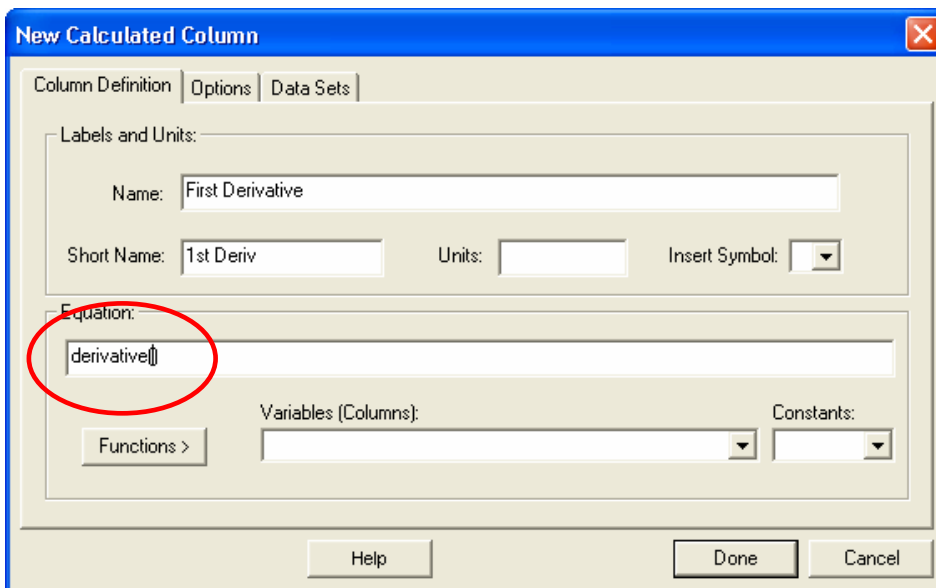 New Calculated Column
Column Definition Options Data Sets
Labels and Units:
Name: First Derivative
Short Name: 1st Deriv Units: Insert Symbol:
Equation:
derivative()
Variables (Columns): Constants:
Functions >
Help Done Cancel